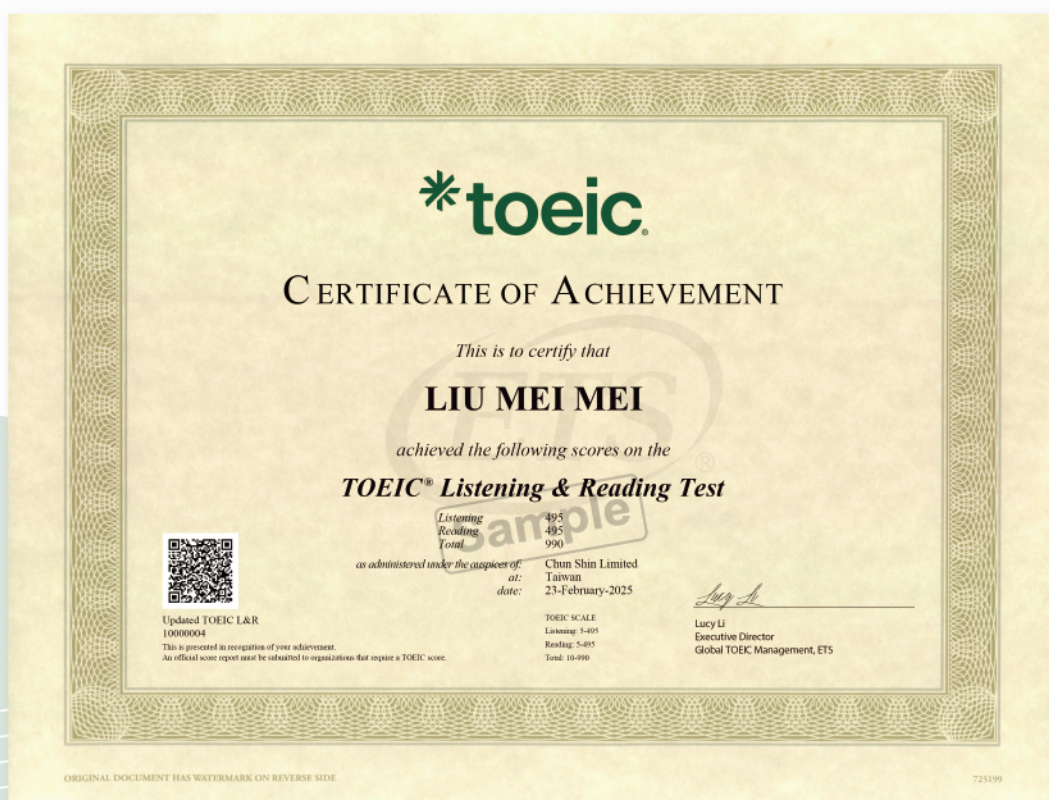 toeic®
CERTIFICATE OF ACHIEVEMENT
This is to certify that
ETS®
LIU MEI MEI
achieved the following scores on the
TOEIC® Listening & Reading Test
Sample
Listening 495
Reading 495
Total 990
as administered under the auspices of: Chun Shin Limited
at: Taiwan
date: 23-February-2025
Updated TOEIC L&R
10000004
This is presented in recognition of your achievement.
An official score report must be submitted to organizations that require a TOEIC score.
TOEIC SCALE
Listening: 5-495
Reading: 5-495
Total: 10-990
Lucy Li
Lucy Li
Executive Director
Global TOEIC Management, ETS
ORIGINAL DOCUMENT HAS WATERMARK ON REVERSE SIDE
725199